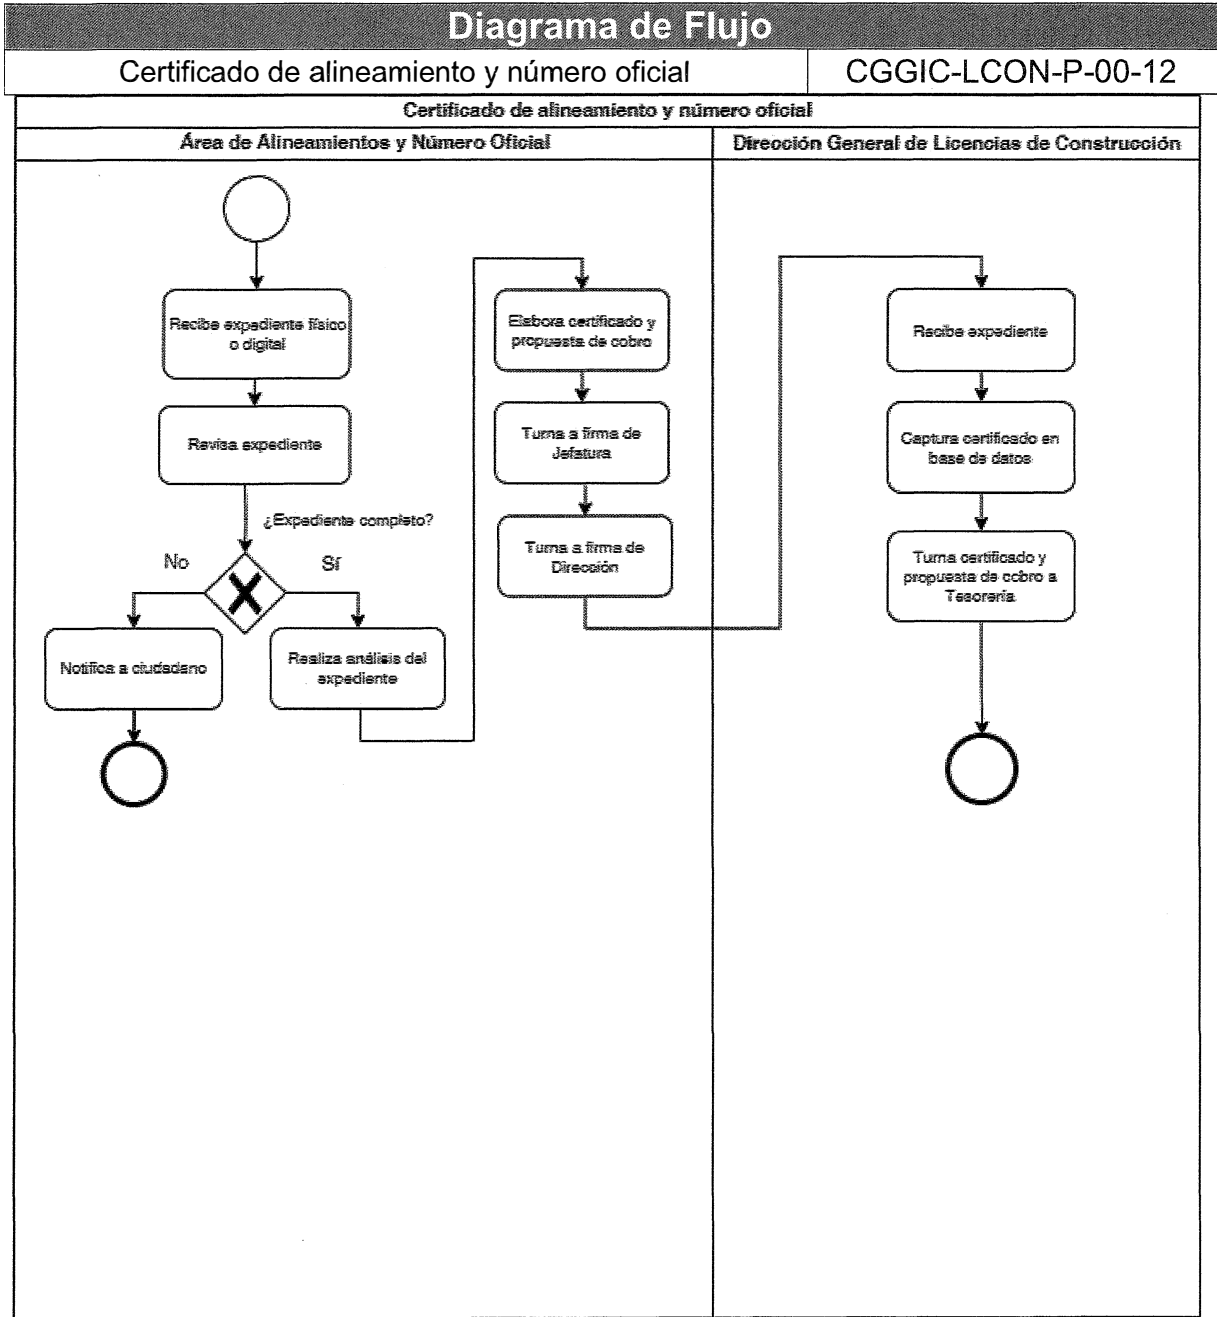 Diagrama de Flujo
Certificado de alineamiento y número oficial
CGGIC-LCON-P-00-12
Certificado de alineamiento y número oficial
Área de Alineamientos y Número Oficial
Dirección General de Licencias de Construcción
Recibe expediente físico
o digital
Revisa expediente
¿Expediente completo?
No
Sí
Notifica a ciudadano
Realiza análisis del
expediente
Elabora certificado y
propuesta de cobro
Turna a firma de
Jefatura
Turna a firma de
Dirección
Recibe expediente
Captura certificado en
base de datos
Turna certificado y
propuesta de cobro a
Tesorería